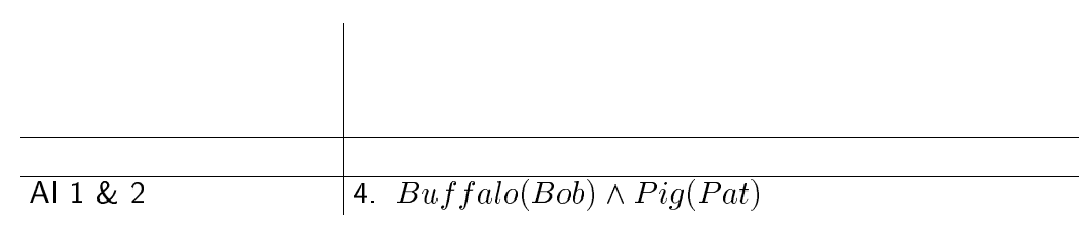 AI 1 & 2 4. Buffalo(Bob) ∧ Pig(Pat)